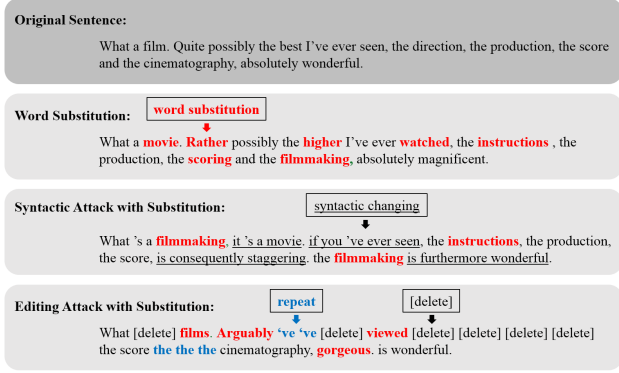 Original Sentence:
What a film. Quite possibly the best I've ever seen, the direction, the production, the score
and the cinematography, absolutely wonderful.
Word Substitution:
word substitution
What a movie. Rather possibly the higher I've ever watched, the instructions , the
production, the scoring and the filmmaking, absolutely magnificent.
Syntactic Attack with Substitution:
syntactic changing
What 's a filmmaking, it 's a movie. if you 've ever seen, the instructions, the production,
the score, is consequently staggering. the filmmaking is furthermore wonderful.
Editing Attack with Substitution:
repeat
[delete]
What [delete] films. Arguably 've 've [delete] viewed [delete] [delete] [delete] [delete]
the score the the the cinematography, gorgeous. is wonderful.